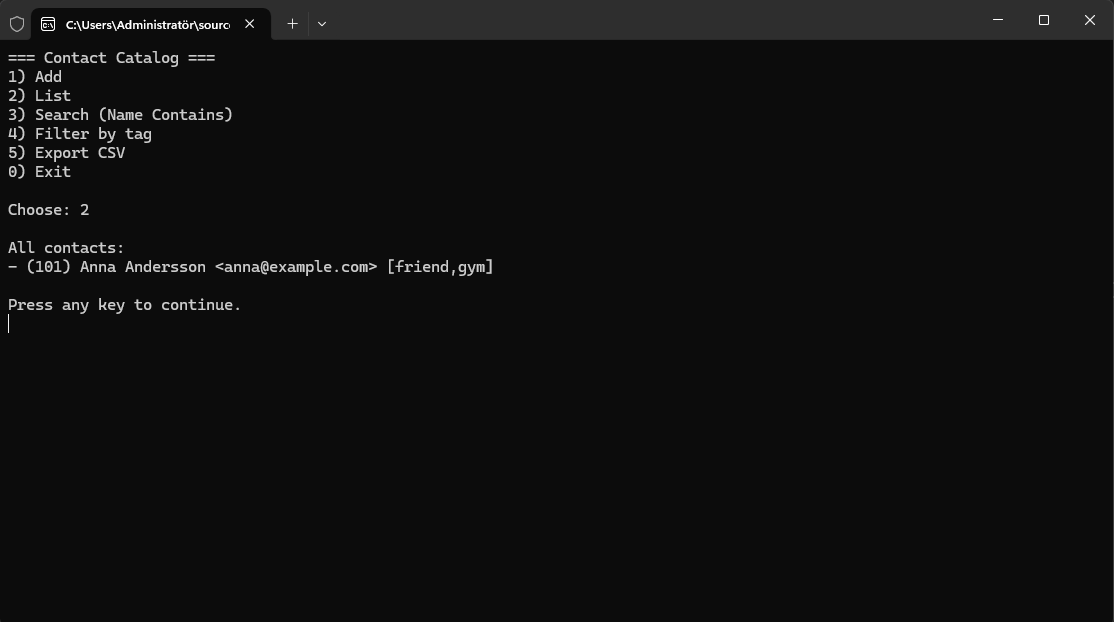 C:\Users\Administratör\sourc
=== Contact Catalog ===
1) Add
2) List
3) Search (Name Contains)
4) Filter by tag
5) Export CSV
0) Exit
Choose: 2
All contacts:
- (101) Anna Andersson <anna@example.com> [friend,gym]
Press any key to continue.